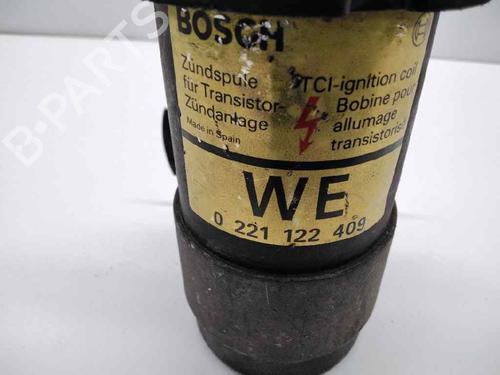 BOSCH
Zündspule
für Transistor-
Zündanlage
Made in Spain
TCI-ignition coil
Bobine pour
allumage
transistorisé
WE
0 221 122 409
B-PARTS